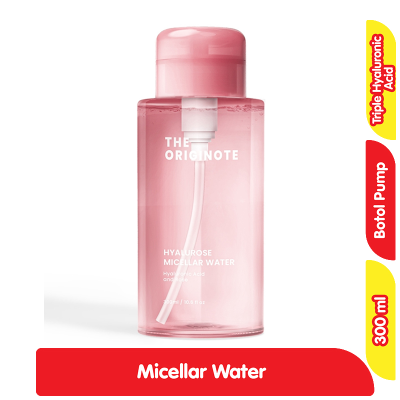 THE
ORIGINOTE
HYALUROSE
MICELLAR WATER
Triple Hyaluronic
Acid
Botol Pump
300 ml
Micellar Water